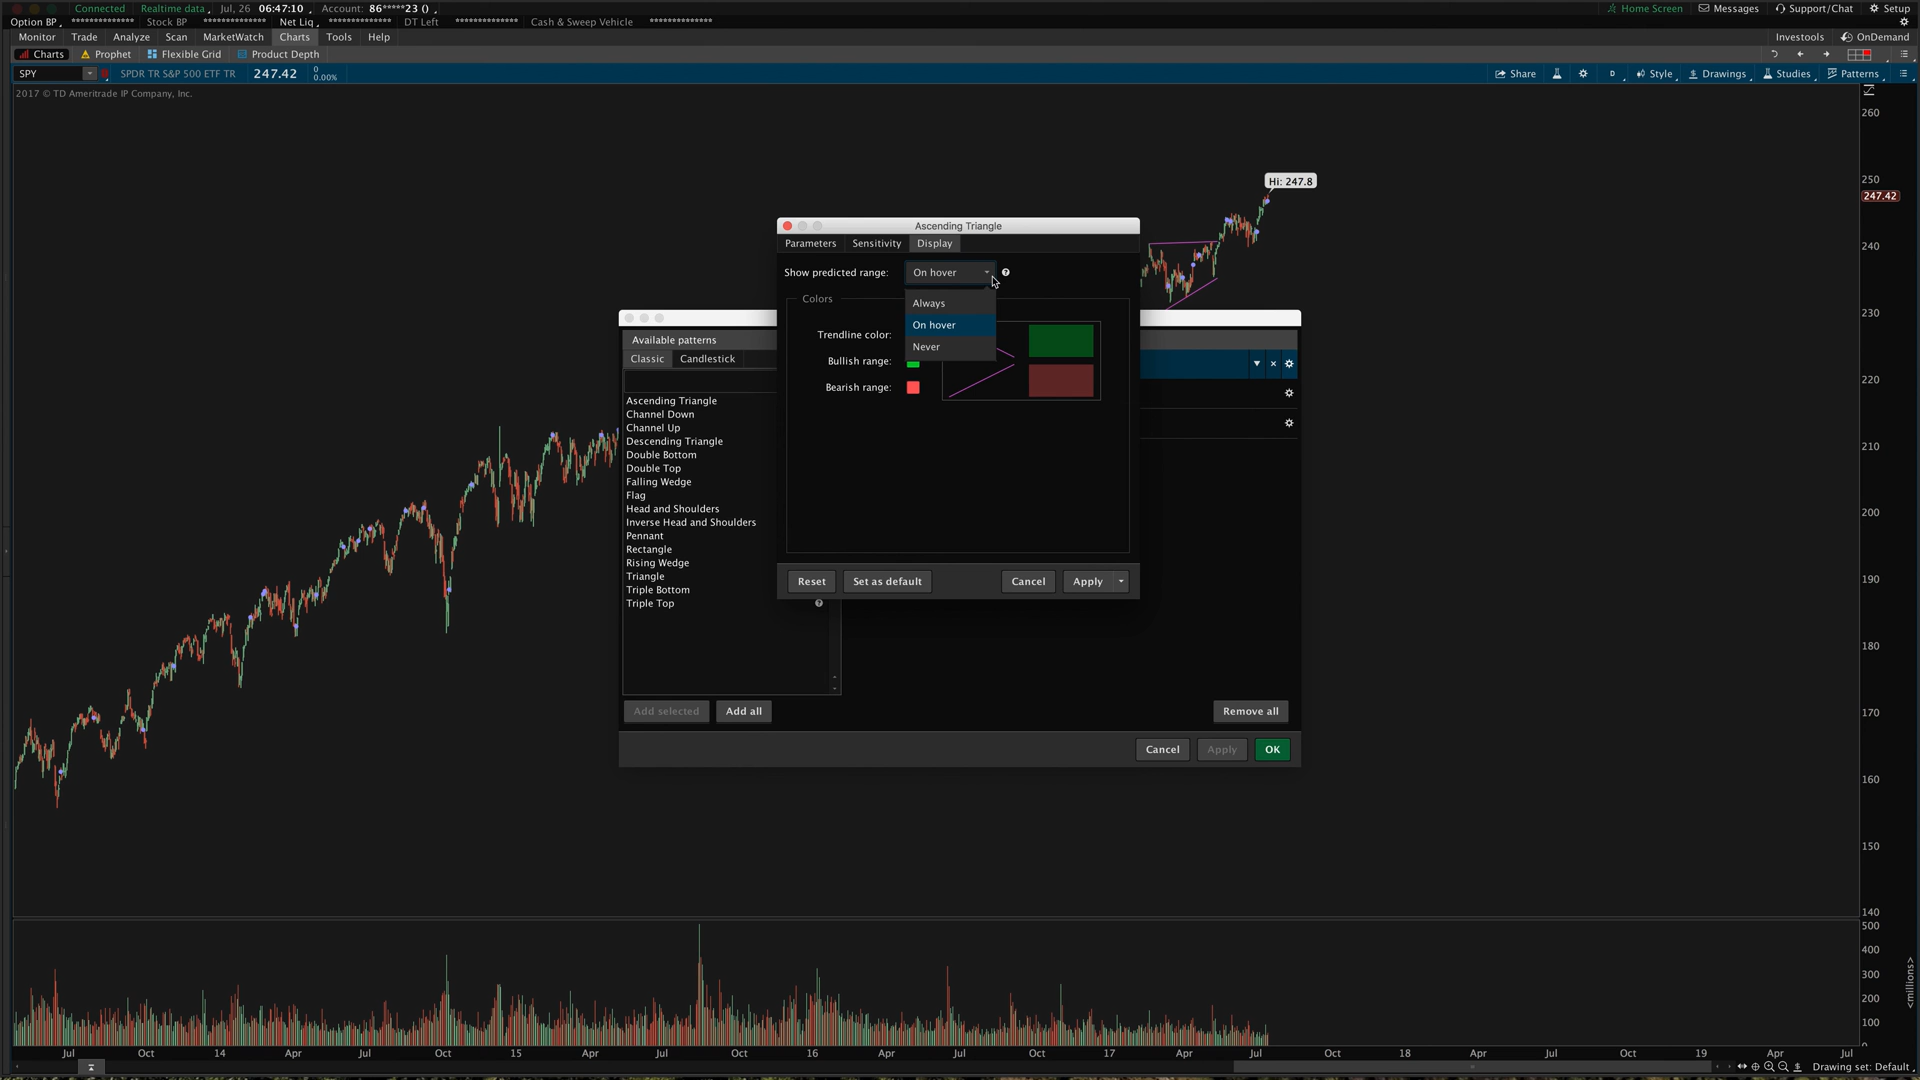 Connected Realtime data Jul, 26 06:47:10 Account: 86*****23 () Home Screen Messages Support/Chat Setup
Option BP ************** Stock BP ************** Net Liq ************** DT Left ************** Cash & Sweep Vehicle **************
Monitor Trade Analyze Scan MarketWatch Charts Tools Help Investools OnDemand
Charts Prophet Flexible Grid Product Depth
SPY SPDR TR S&P 500 ETF TR 247.42 0 Share D Style Drawings Studies Patterns
0.00%
2017 © TD Ameritrade IP Company, Inc.
260
250
Hi: 247.8
247.42
240
230
220
210
200
190
180
170
160
150
140
Ascending Triangle
Parameters Sensitivity Display
Show predicted range: On hover
Always
On hover
Never
Colors
Trendline color:
Bullish range:
Bearish range:
Reset Set as default Cancel Apply
Available patterns
Classic Candlestick
Ascending Triangle
Channel Down
Channel Up
Descending Triangle
Double Bottom
Double Top
Falling Wedge
Flag
Head and Shoulders
Inverse Head and Shoulders
Pennant
Rectangle
Rising Wedge
Triangle
Triple Bottom
Triple Top
Add selected Add all Remove all
Cancel Apply OK
500
400
300
200
100
<millions>
Jul Oct 14 Apr Jul Oct 15 Apr Jul Oct 16 Apr Jul Oct 17 Apr Jul Oct 18 Apr Jul Oct 19 Apr Jul
Drawing set: Default